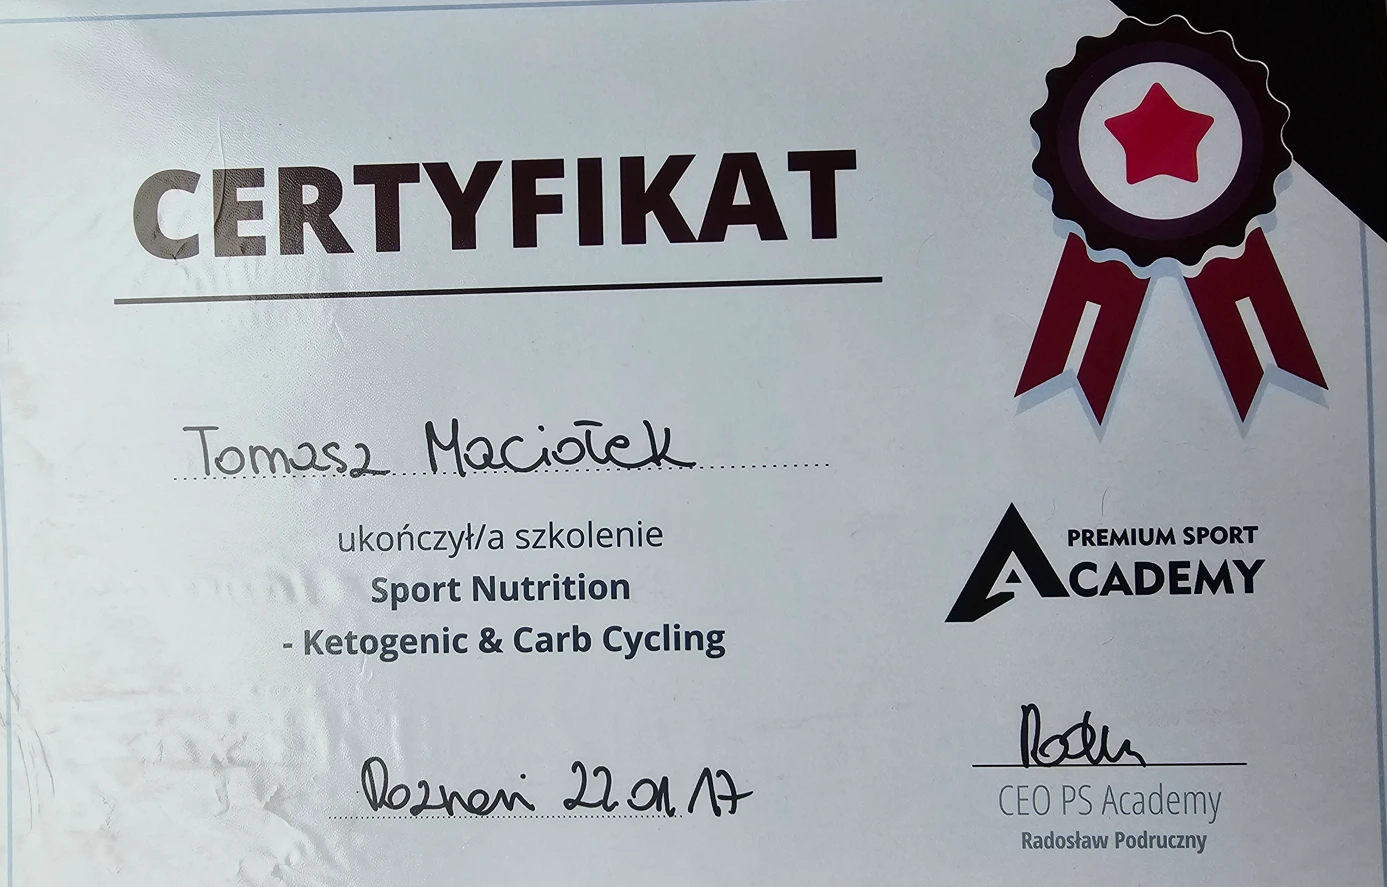 CERTYFIKAT
Tomasz Maciołek
ukończył/a szkolenie
Sport Nutrition
- Ketogenic & Carb Cycling
Poznań 22.01.17
PREMIUM SPORT
ACADEMY
CEO PS Academy
Radosław Podruczny